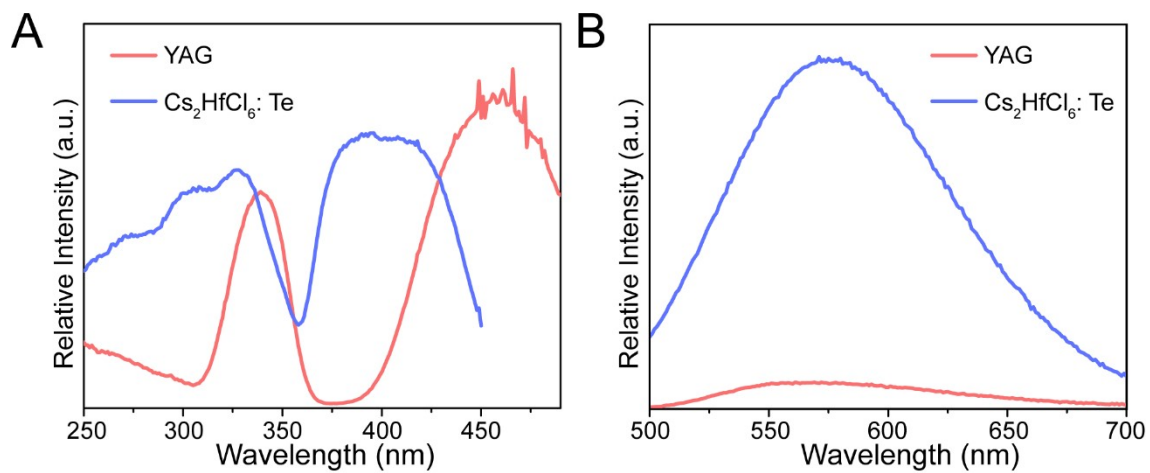 A
YAG
Cs₂HfCl₆: Te
Relative Intensity (a.u.)
250 300 350 400 450
Wavelength (nm)
B
YAG
Cs₂HfCl₆: Te
Relative Intensity (a.u.)
500 550 600 650 700
Wavelength (nm)